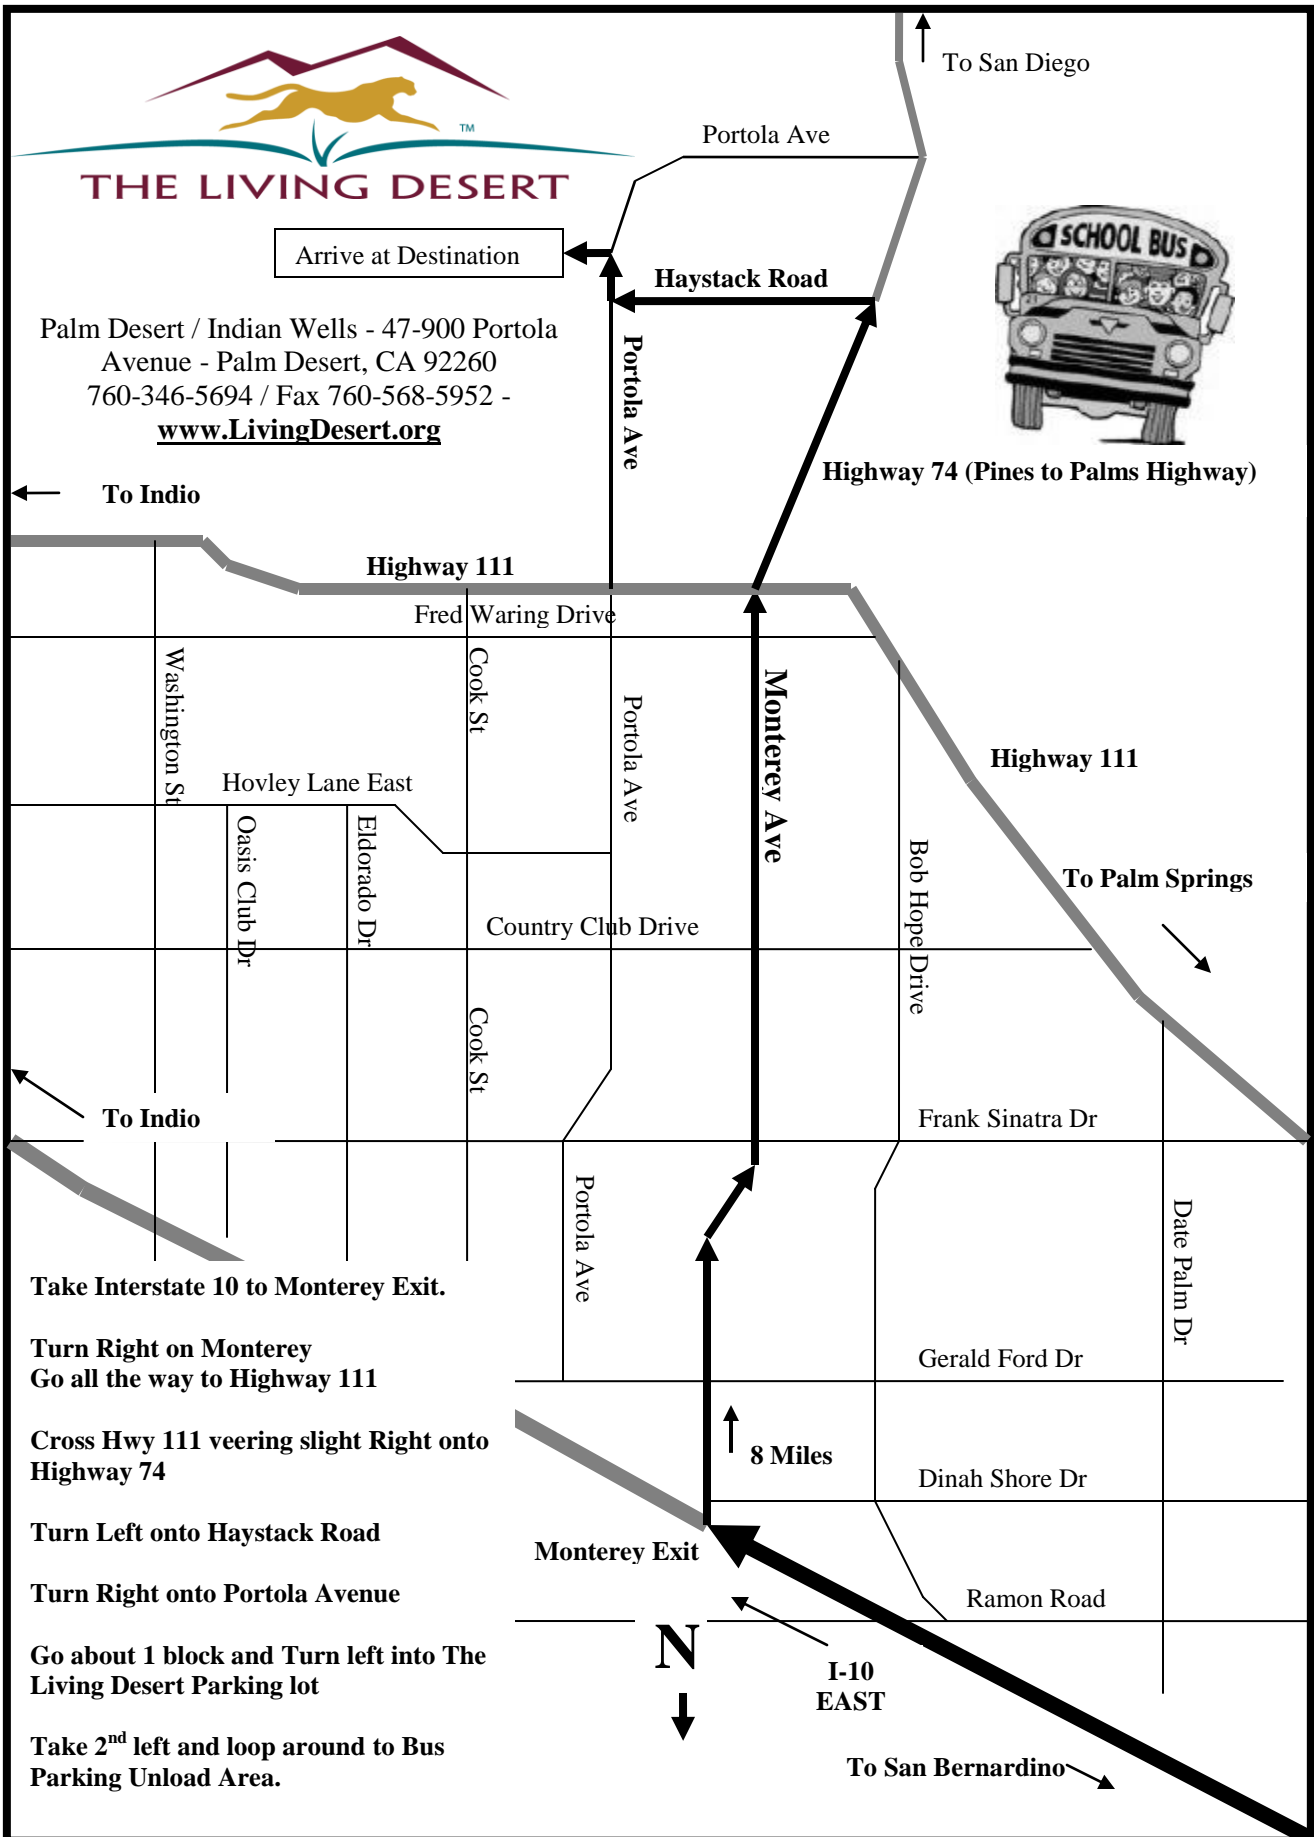 To San Diego
Portola Ave
TM
THE LIVING DESERT
SCHOOL BUS
Arrive at Destination
Haystack Road
Palm Desert / Indian Wells - 47-900 Portola
Avenue - Palm Desert, CA 92260
760-346-5694 / Fax 760-568-5952 -
www.LivingDesert.org
Portola Ave
Highway 74 (Pines to Palms Highway)
To Indio
Highway 111
Fred Waring Drive
Washington St
Cook St
Portola Ave
Monterey Ave
Highway 111
Hovley Lane East
Oasis Club Dr
Eldorado Dr
Bob Hope Drive
To Palm Springs
Country Club Drive
Cook St
To Indio
Frank Sinatra Dr
Portola Ave
Date Palm Dr
Take Interstate 10 to Monterey Exit.
Turn Right on Monterey
Go all the way to Highway 111
Cross Hwy 111 veering slight Right onto
Highway 74
Turn Left onto Haystack Road
Turn Right onto Portola Avenue
Go about 1 block and Turn left into The
Living Desert Parking lot
Take 2nd left and loop around to Bus
Parking Unload Area.
Gerald Ford Dr
8 Miles
Dinah Shore Dr
Monterey Exit
Ramon Road
N
I-10
EAST
To San Bernardino